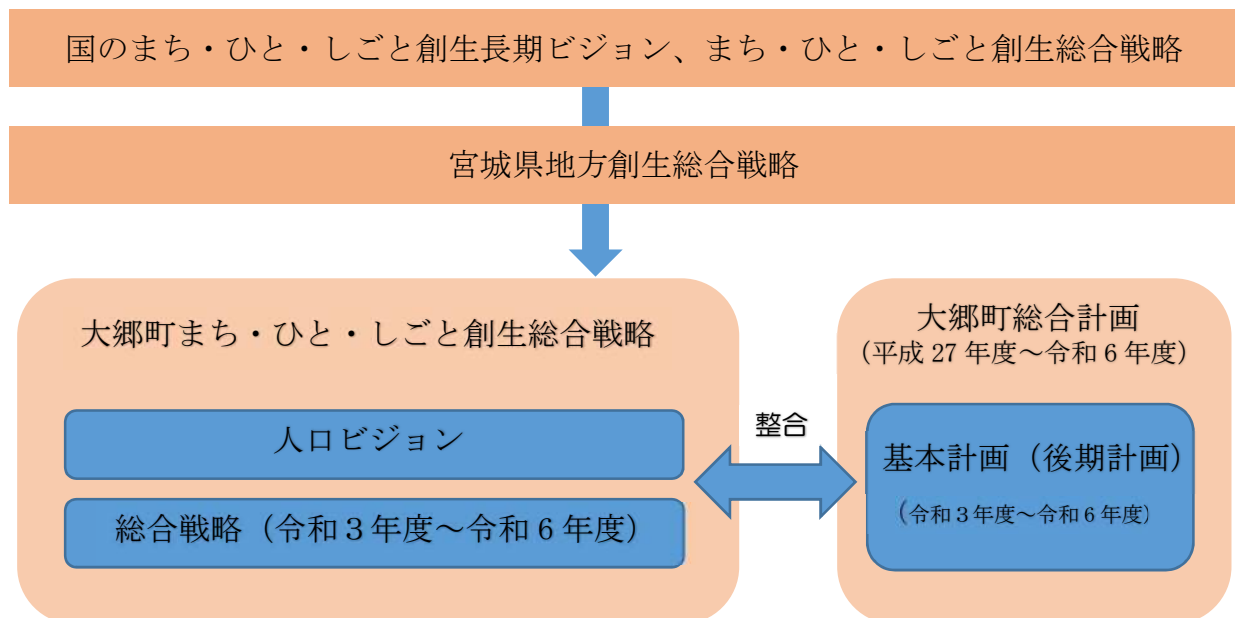 国のまち・ひと・しごと創生長期ビジョン、まち・ひと・しごと創生総合戦略
宮城県地方創生総合戦略
大郷町まち・ひと・しごと創生総合戦略
人口ビジョン
総合戦略（令和３年度～令和 6 年度）
整合
大郷町総合計画
（平成 27 年度～令和 6 年度）
基本計画（後期計画）
（令和３年度～令和 6 年度）